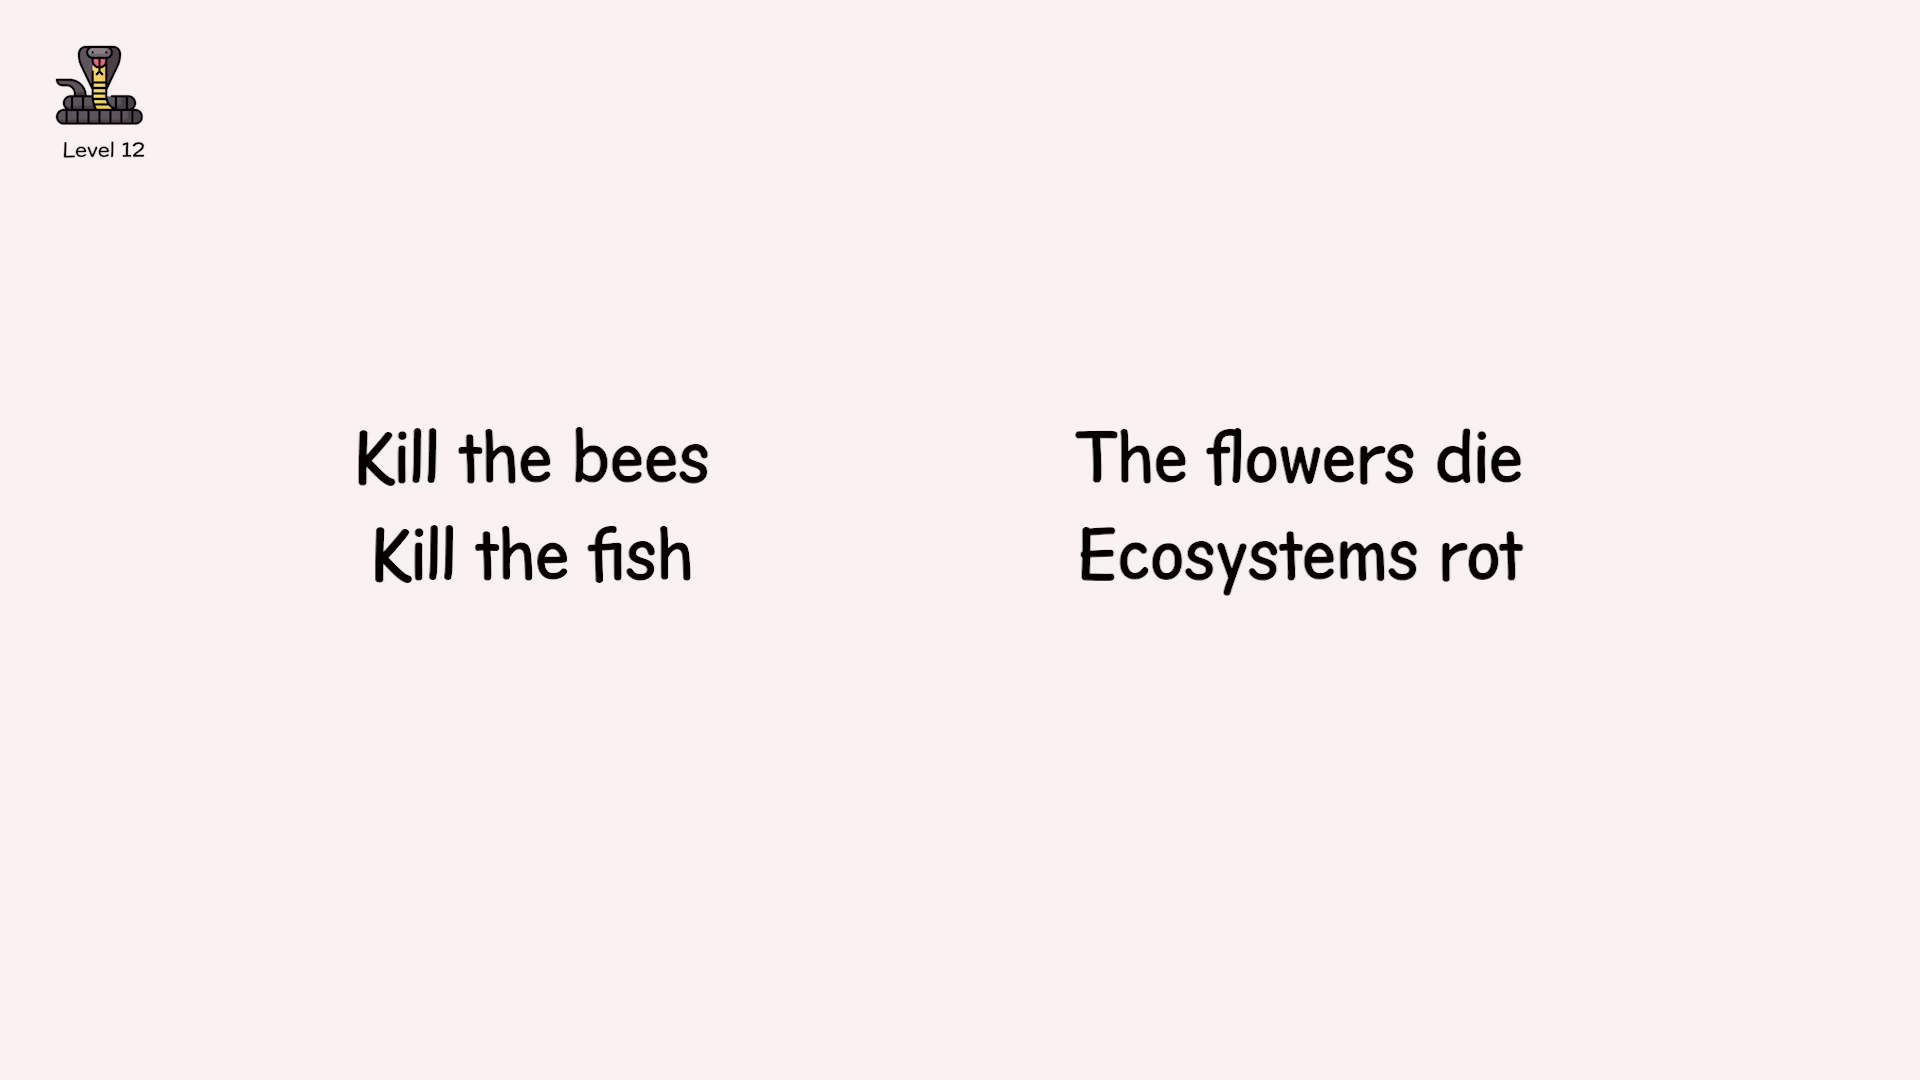 Level 12
Kill the bees
Kill the fish
The flowers die
Ecosystems rot